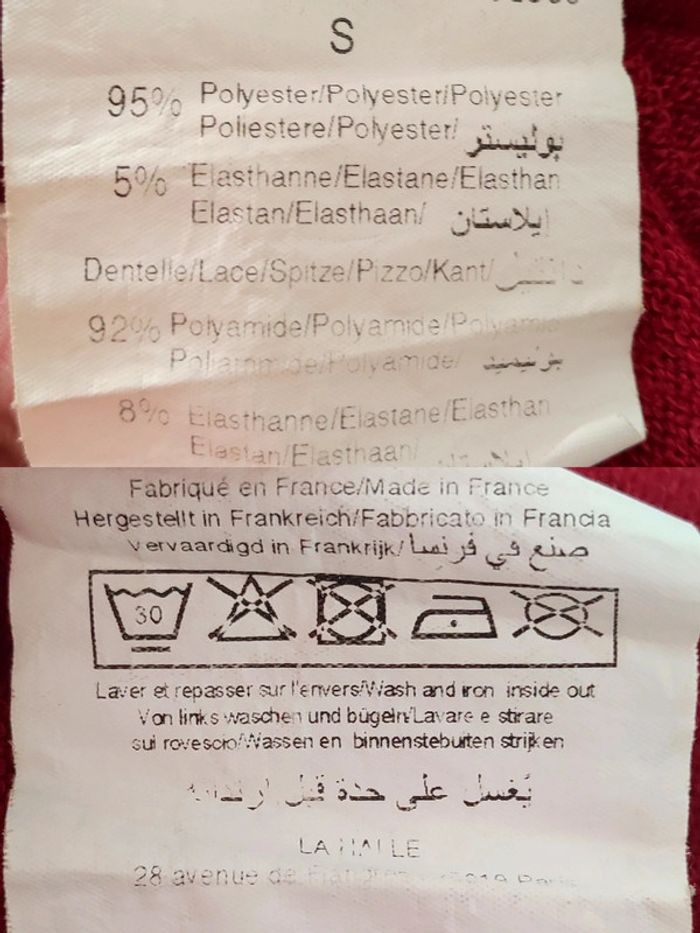 S
95% Polyester/Polyester/Polyester
Poliestere/Polyester/ بوليستر
5% Elasthanne/Elastane/Elasthan
Elastan/Elasthaan/ إيلاستان
Dentelle/Lace/Spitze/Pizzo/Kant/
92% Polyamide/Polyamide/Polyamid
Polyamide/
8% Elasthanne/Elastane/Elasthan
Elastan/Elasthaan/ إيلاستان
Fabriqué en France/Made in France
Hergestellt in Frankreich/Fabbricato in Francia
Vervaardigd in Frankrijk/ صنع في فرنسا
30
Laver et repasser sur l'envers/Wash and iron inside out
Von links waschen und bügeln/Lavare e stirare
sul rovescio/Wassen en binnenstebuiten strijken
يُغسل على حدة قبل
LA HALLE
28 avenue de